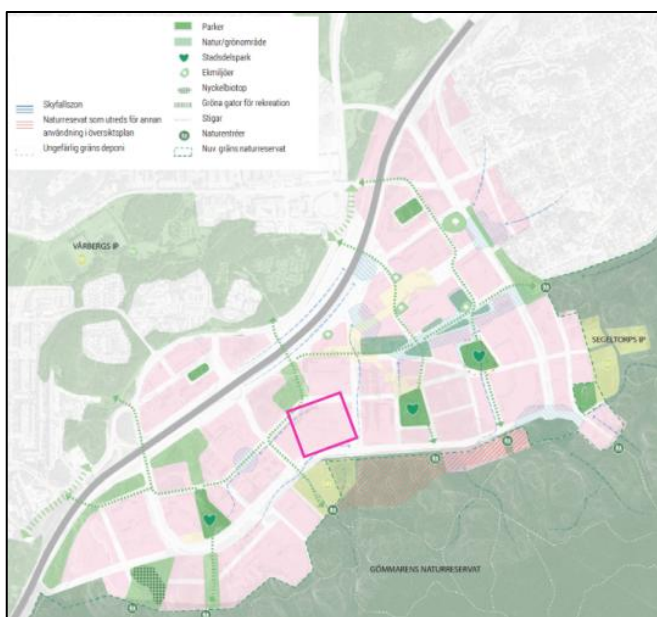 Parker
Natur/grönområde
Stadsdelspark
Ekmiljöer
Nyckelbiotop
Gröna gator för rekreation
Stigar
Naturentréer
Nuv. gräns naturreservat
Skyfallszon
Naturresevat som utreds för annan
användning i översiktsplan
Ungefärlig gräns deponi
VÅRBERGS IP
SEGELTORPS IP
GÖMMARENS NATURRESERVAT